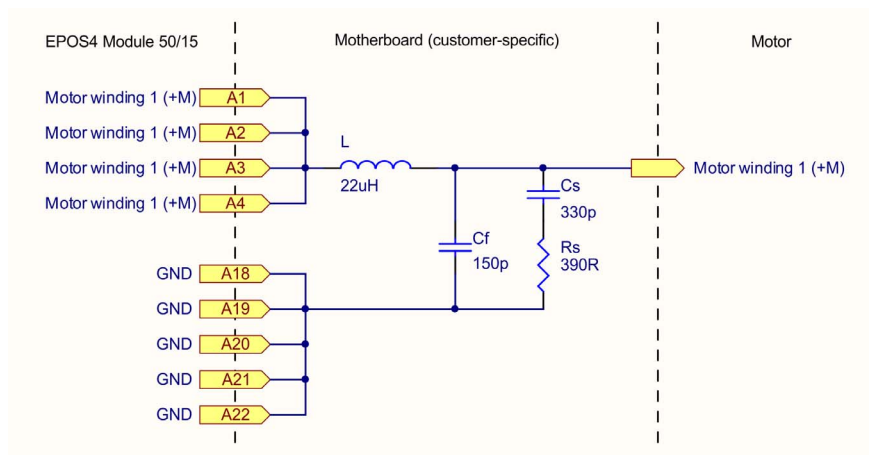 EPOS4 Module 50/15
Motherboard (customer-specific)
Motor
Motor winding 1 (+M) A1
Motor winding 1 (+M) A2
L
Motor winding 1 (+M) A3
Motor winding 1 (+M)
22uH
Motor winding 1 (+M) A4
Cs
330p
Cf
150p
Rs
390R
GND A18
GND A19
GND A20
GND A21
GND A22